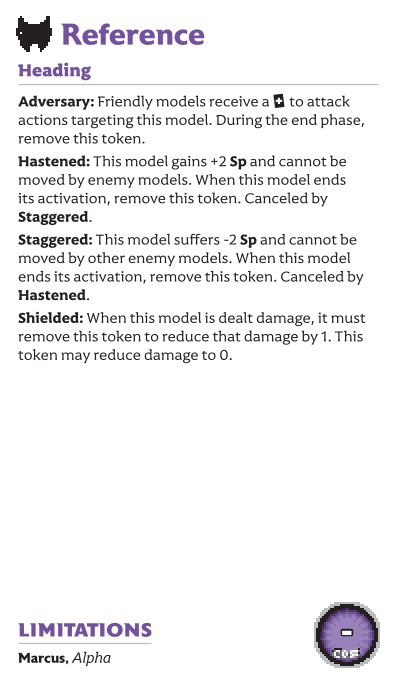 Reference
Heading
Adversary: Friendly models receive a + to attack
actions targeting this model. During the end phase,
remove this token.
Hastened: This model gains +2 Sp and cannot be
moved by enemy models. When this model ends
its activation, remove this token. Canceled by
Staggered.
Staggered: This model suffers -2 Sp and cannot be
moved by other enemy models. When this model
ends its activation, remove this token. Canceled by
Hastened.
Shielded: When this model is dealt damage, it must
remove this token to reduce that damage by 1. This
token may reduce damage to 0.
LIMITATIONS
Marcus, Alpha
-
COST